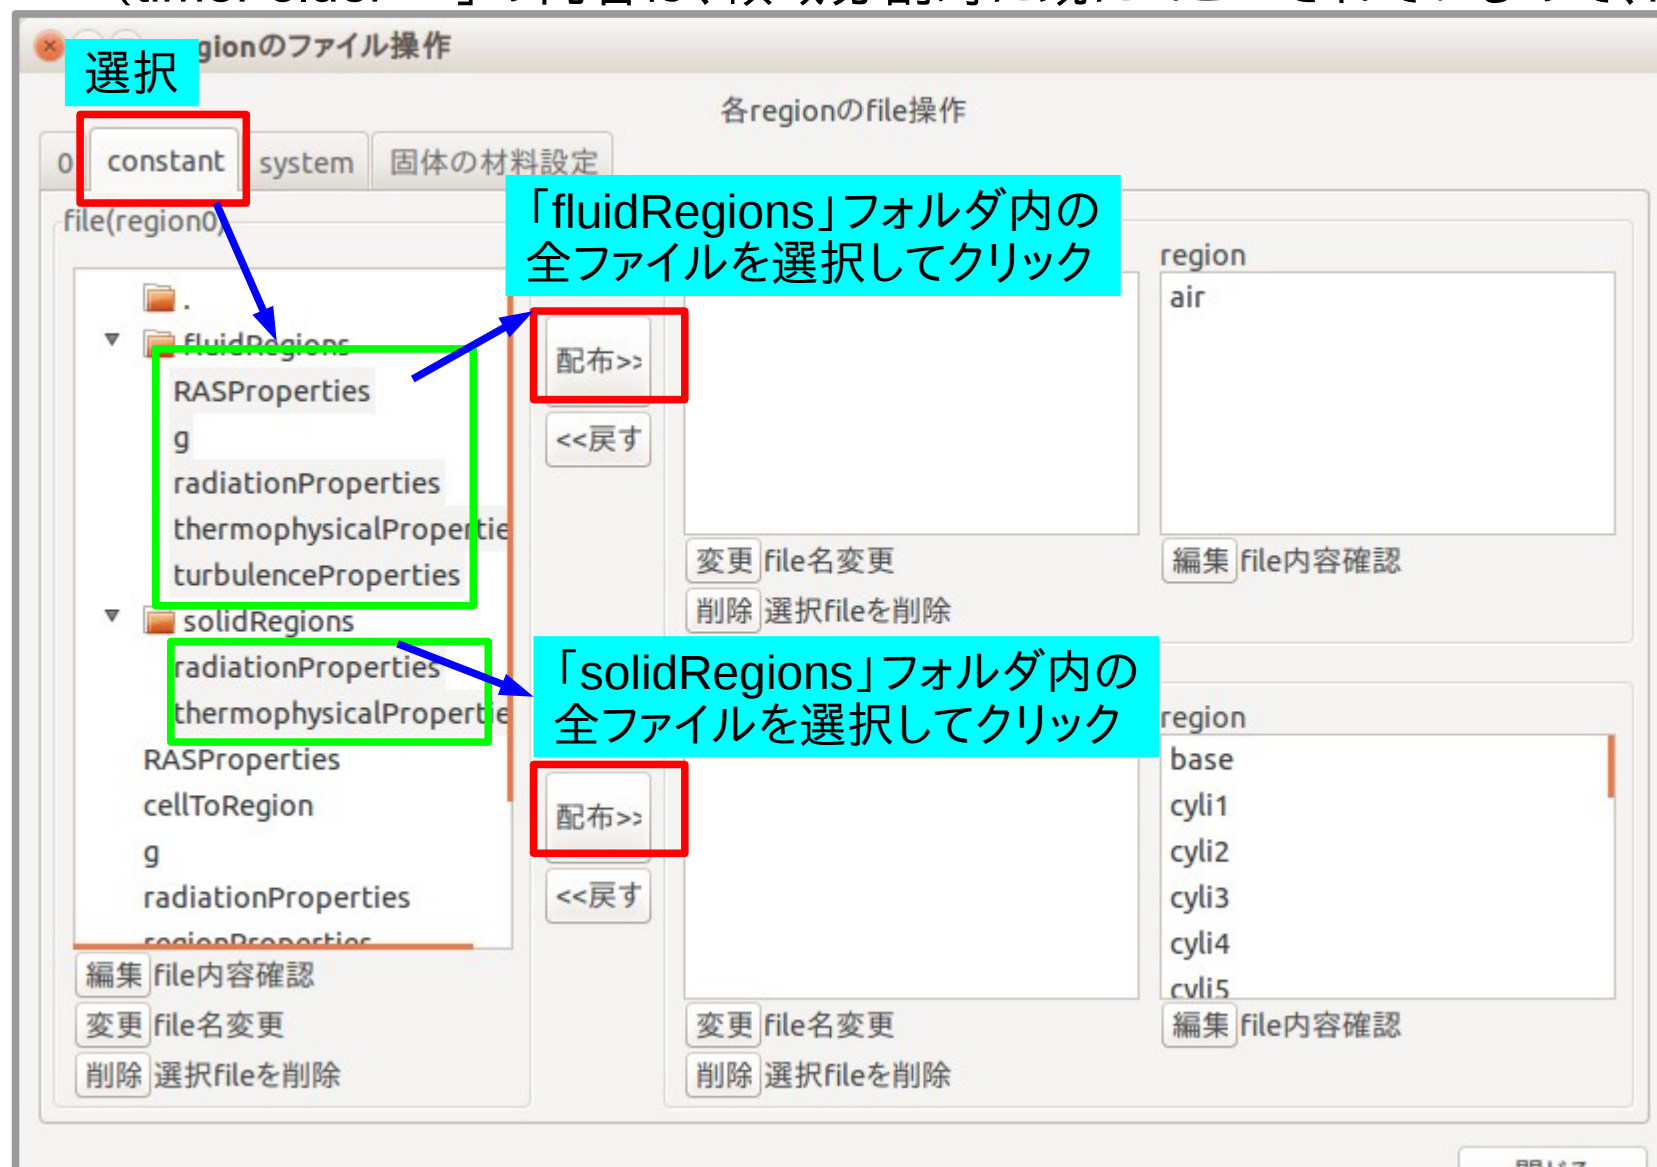 gionのファイル操作
選択
各regionのfile操作
0 constant system 固体の材料設定
file(region0)
「fluidRegions」フォルダ内の
全ファイルを選択してクリック
.
fluidRegions
RASProperties
g
radiationProperties
thermophysicalPropertie
turbulenceProperties
solidRegions
radiationProperties
thermophysicalPropertie
RASProperties
cellToRegion
g
radiationProperties
regionProperties
編集 file内容確認
変更 file名変更
削除 選択fileを削除
配布>>
<<戻す
region
air
変更 file名変更
編集 file内容確認
削除 選択fileを削除
「solidRegions」フォルダ内の
全ファイルを選択してクリック
配布>>
<<戻す
region
base
cyli1
cyli2
cyli3
cyli4
cyli5
変更 file名変更
編集 file内容確認
削除 選択fileを削除
閉じる